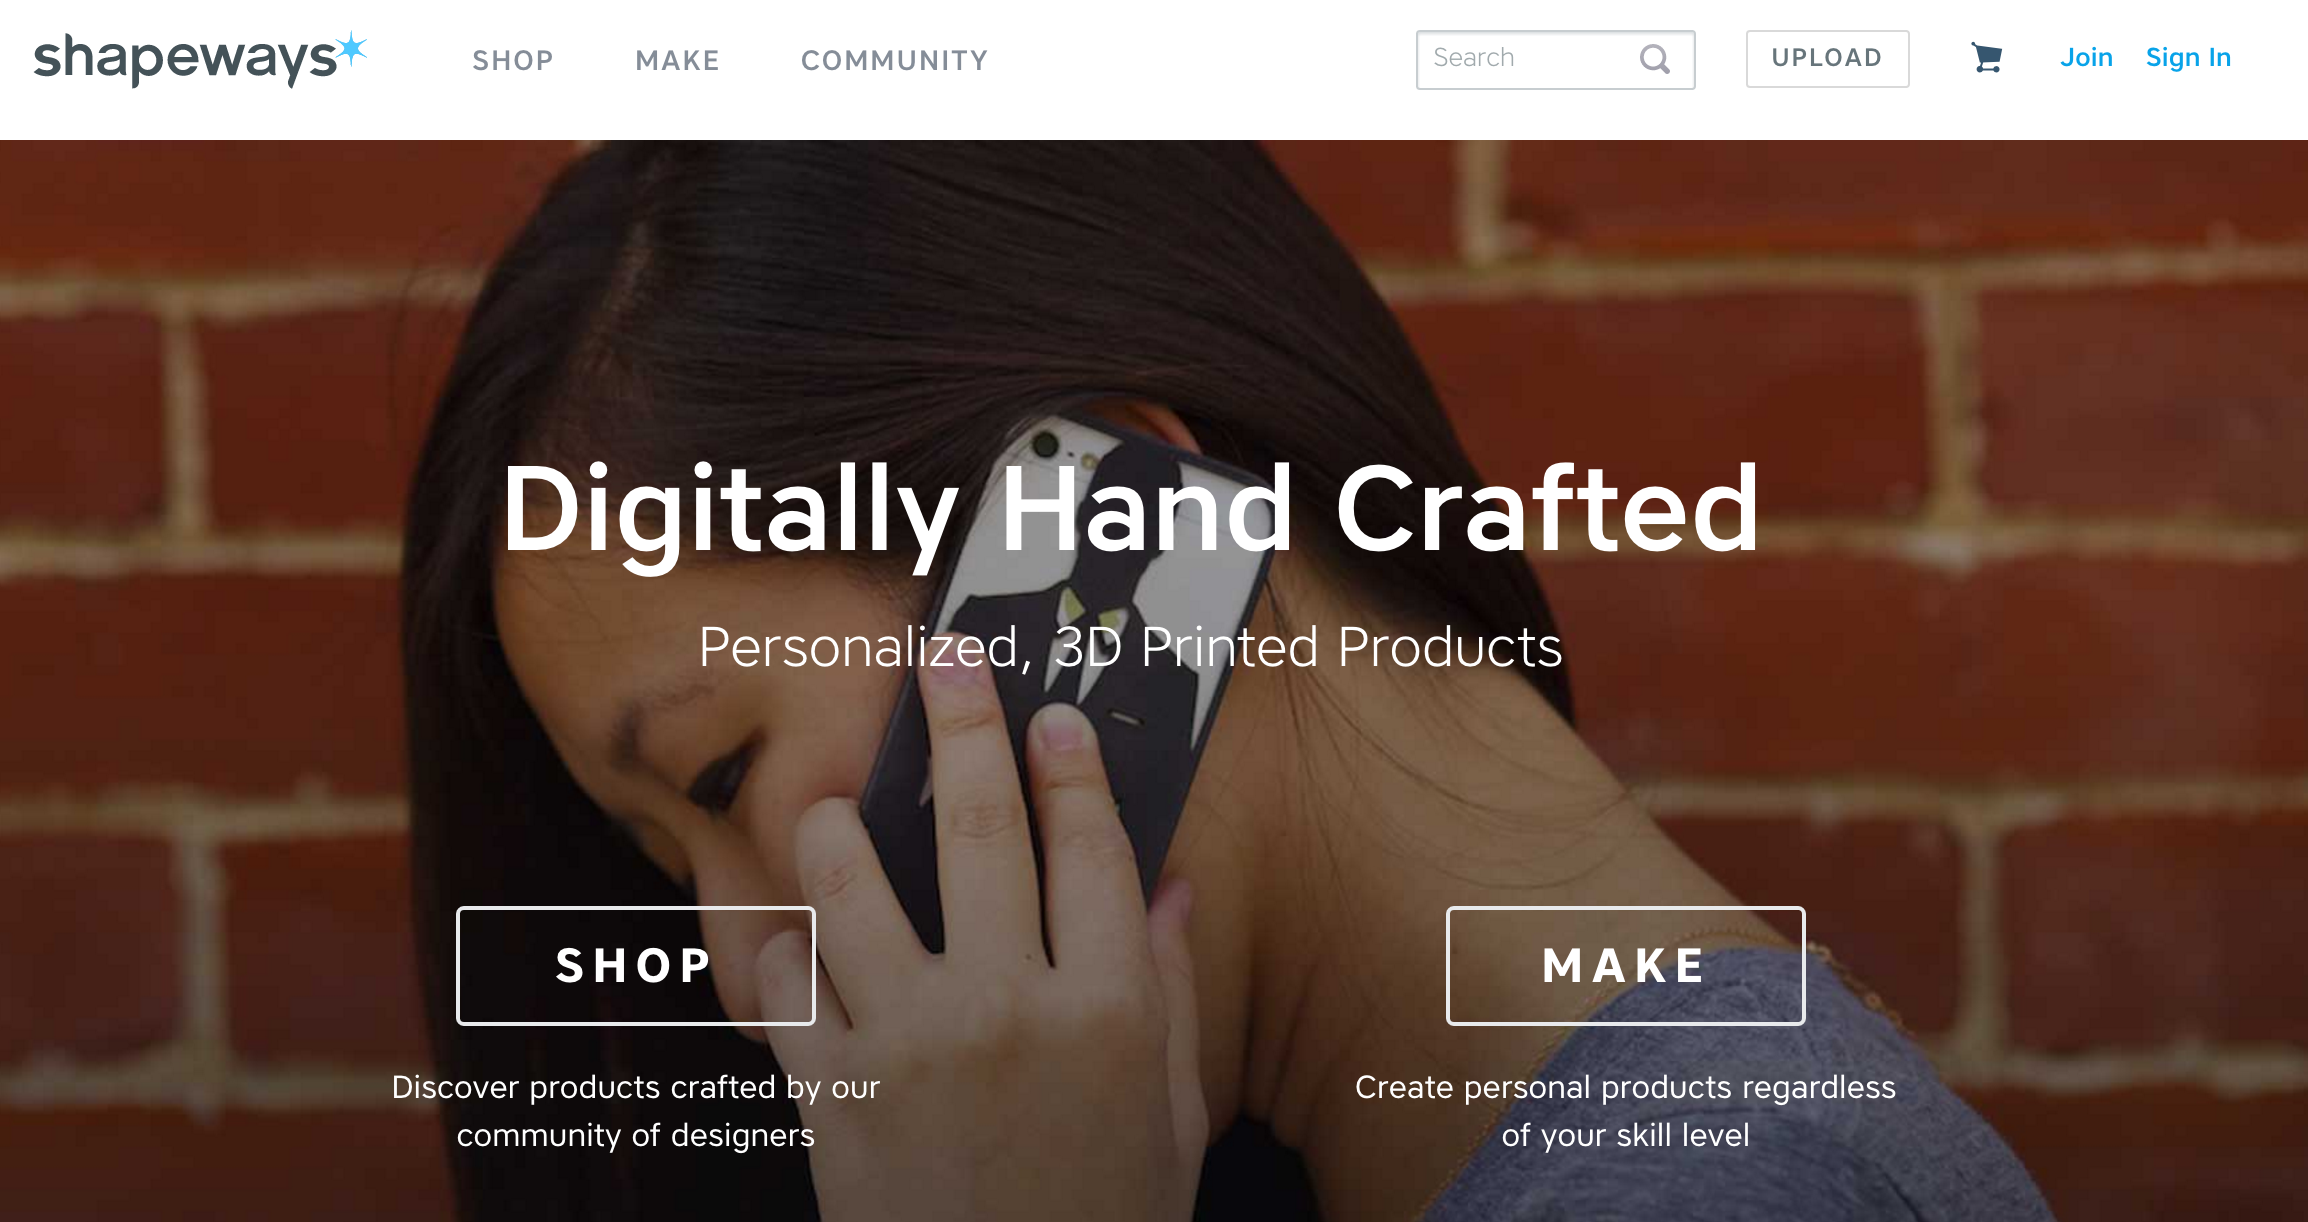 shapeways
SHOP MAKE COMMUNITY
Search
UPLOAD
Join Sign In
Digitally Hand Crafted
Personalized, 3D Printed Products
SHOP
Discover products crafted by our
community of designers
MAKE
Create personal products regardless
of your skill level